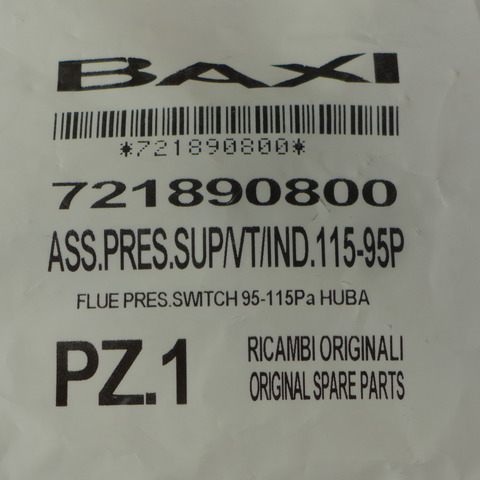 BAXI
*721890800*
721890800
ASS.PRES.SUP/VT/IND.115-95P
FLUE PRES.SWITCH 95-115Pa HUBA
PZ.1
RICAMBI ORIGINALI
ORIGINAL SPARE PARTS